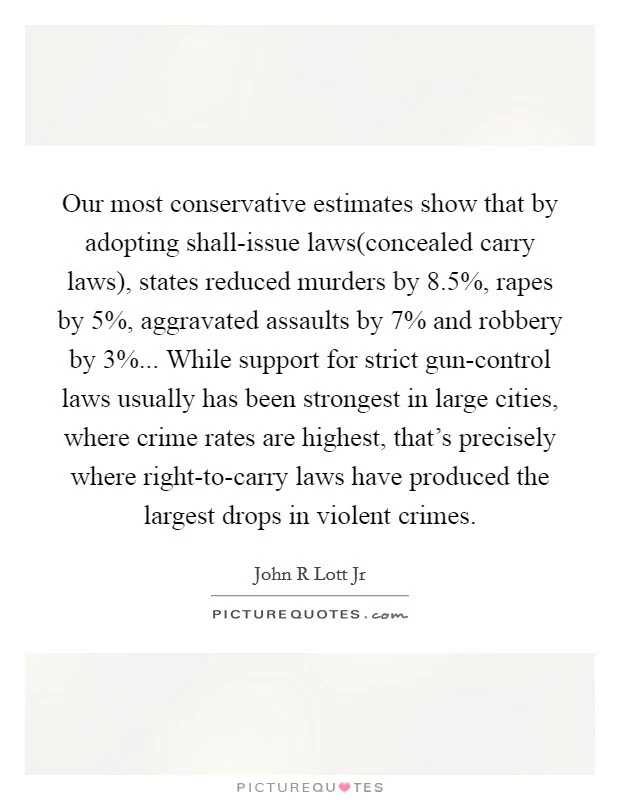 Our most conservative estimates show that by
adopting shall-issue laws(concealed carry
laws), states reduced murders by 8.5%, rapes
by 5%, aggravated assaults by 7% and robbery
by 3%... While support for strict gun-control
laws usually has been strongest in large cities,
where crime rates are highest, that's precisely
where right-to-carry laws have produced the
largest drops in violent crimes.
John R Lott Jr
PICTUREQUOTES.com
PICTUREQUOTES